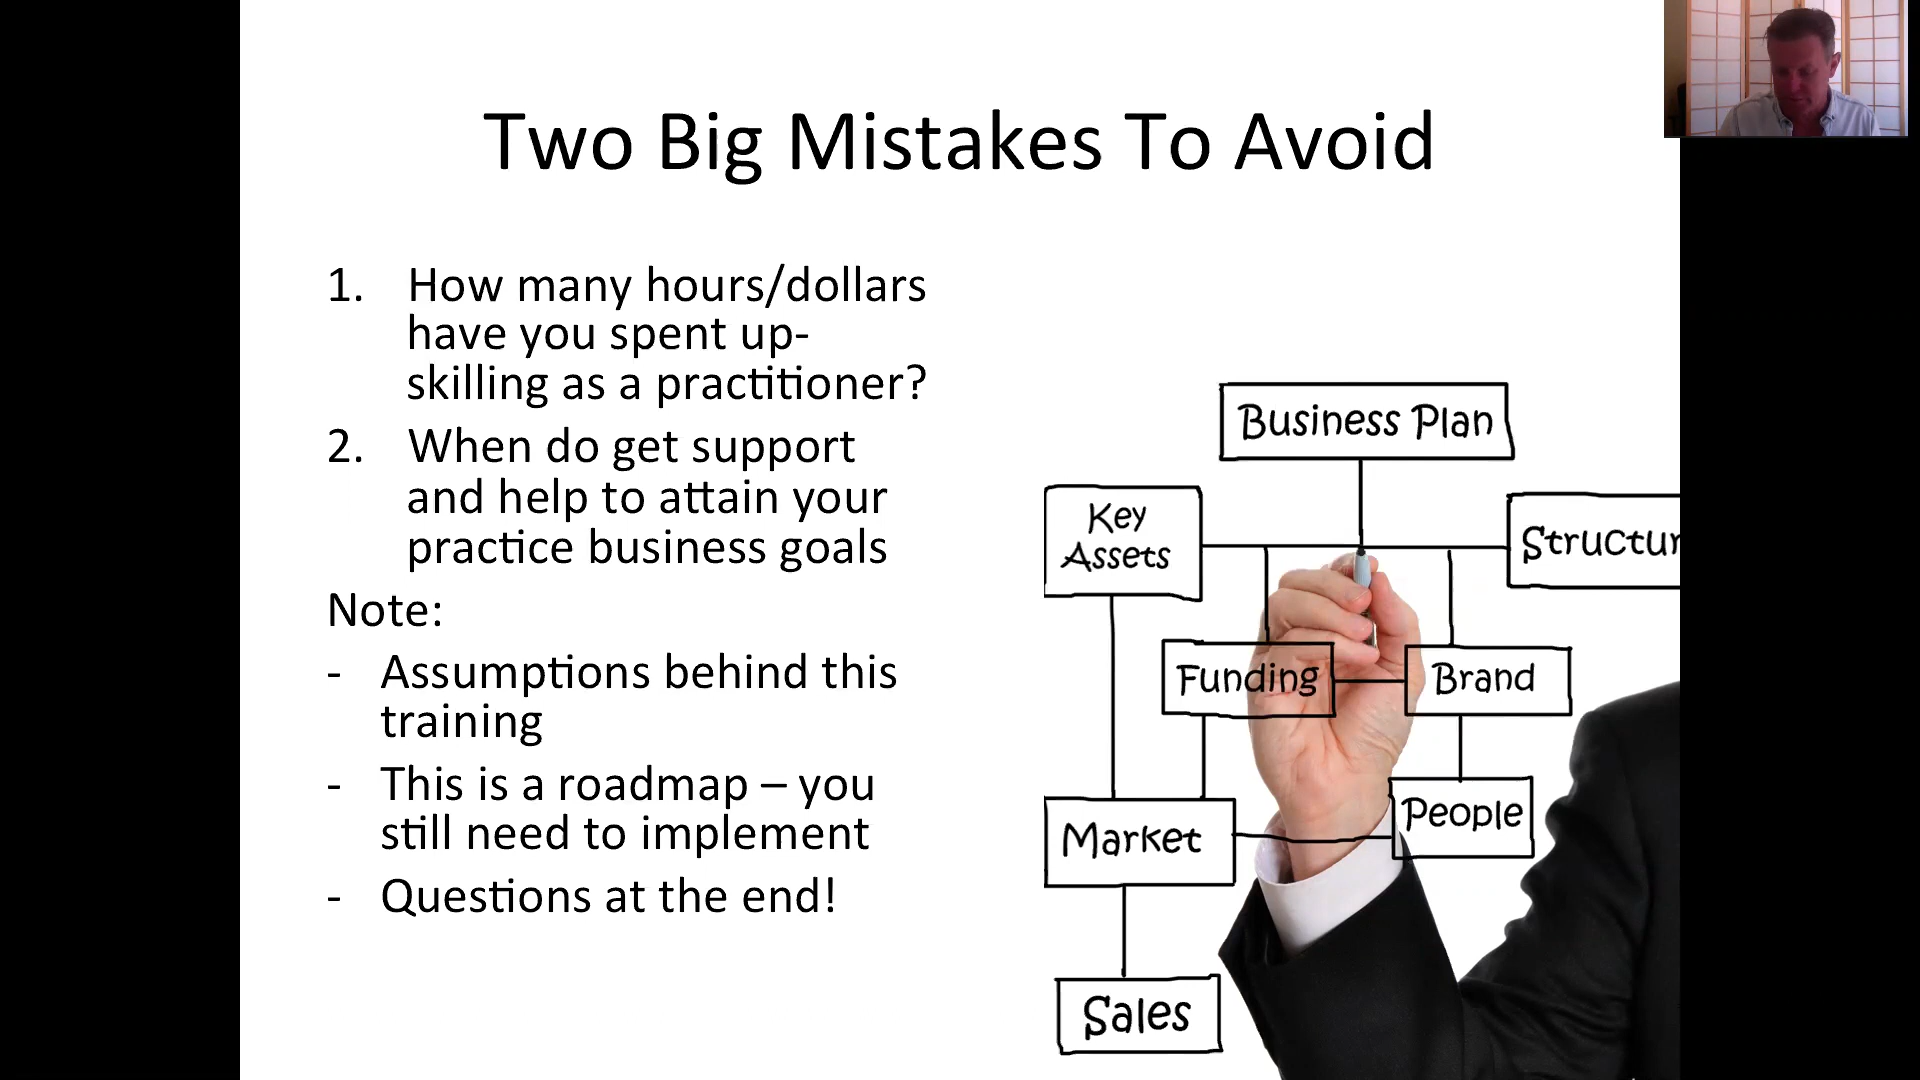 Two Big Mistakes To Avoid
1. How many hours/dollars
have you spent up-
skilling as a practitioner?
2. When do get support
and help to attain your
practice business goals
Note:
- Assumptions behind this
training
- This is a roadmap – you
still need to implement
- Questions at the end!
Business Plan
Key
Assets
Structur
Funding
Brand
Market
People
Sales